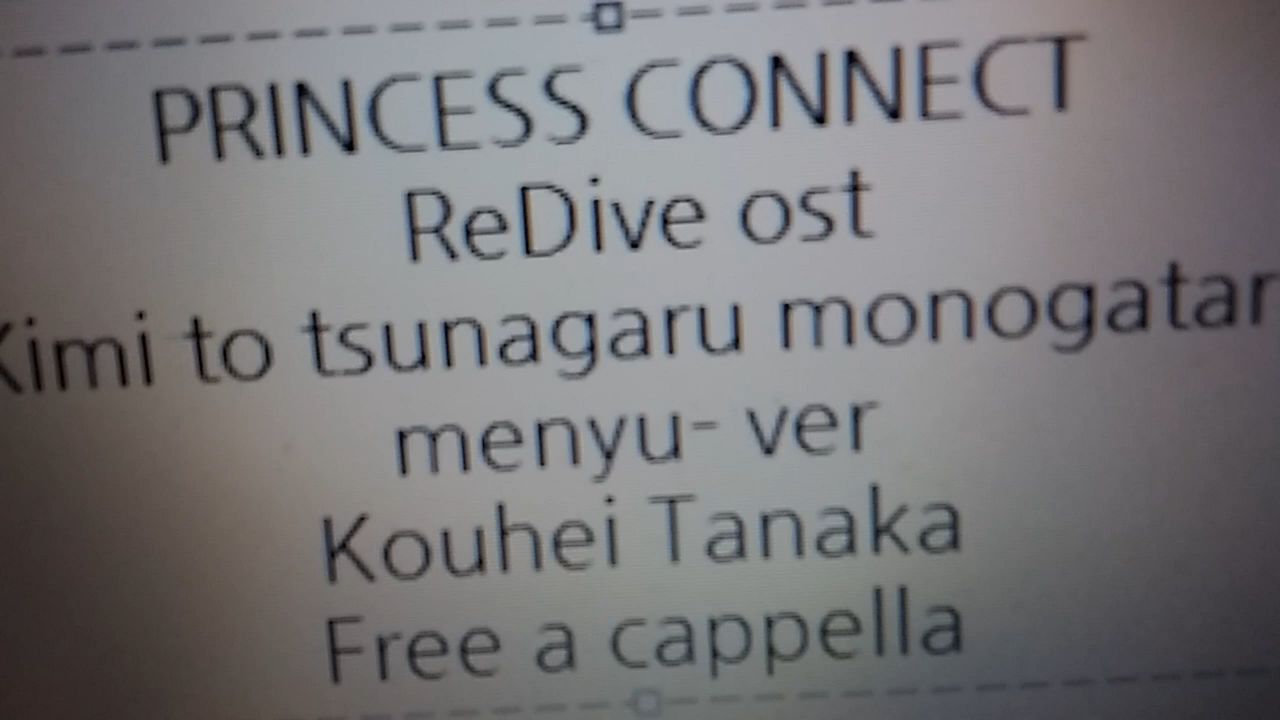 PRINCESS CONNECT
ReDive ost
Kimi to tsunagaru monogatar
menyu- ver
Kouhei Tanaka
Free a cappella